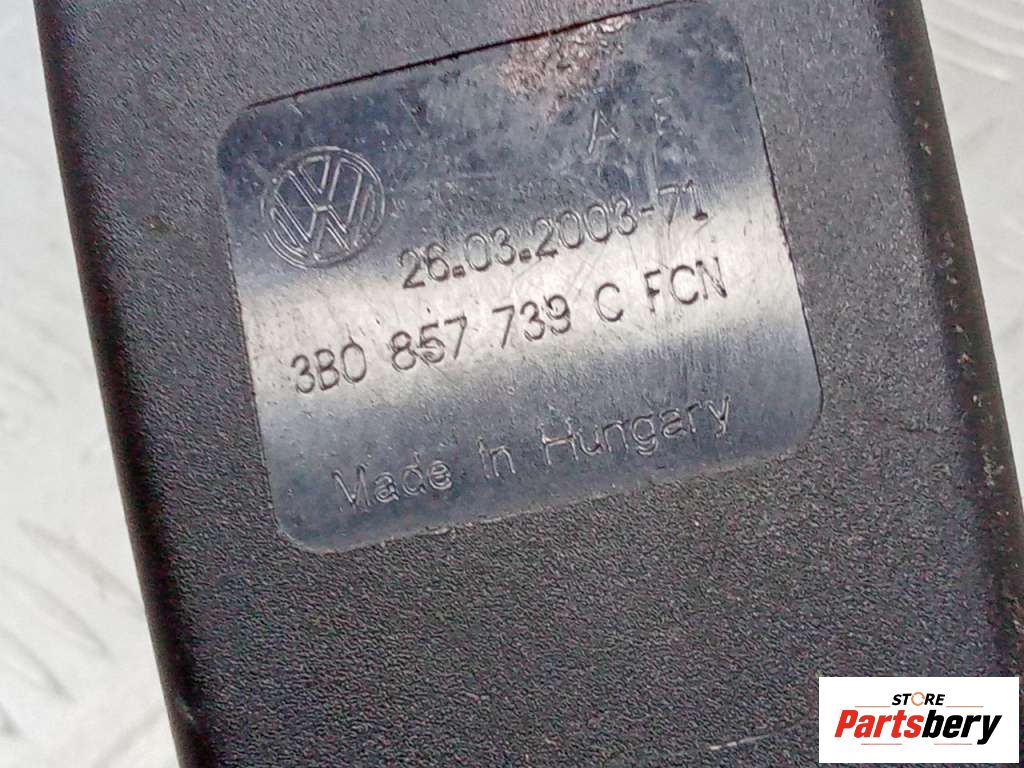 A E
26.03.2003-71
3B0 857 739 C FCN
Made In Hungary
STORE
Partsbery